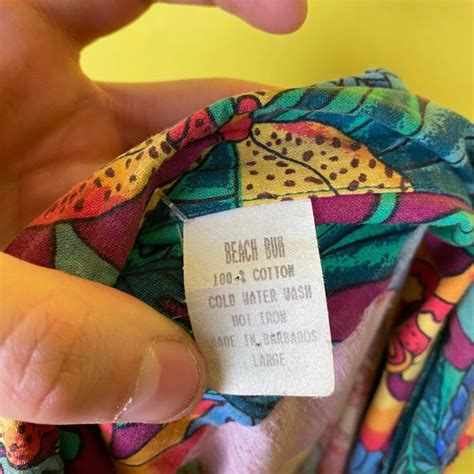 BEACH BUM
100% COTTON
COLD WATER WASH
HOT IRON
MADE IN BARBADOS
LARGE